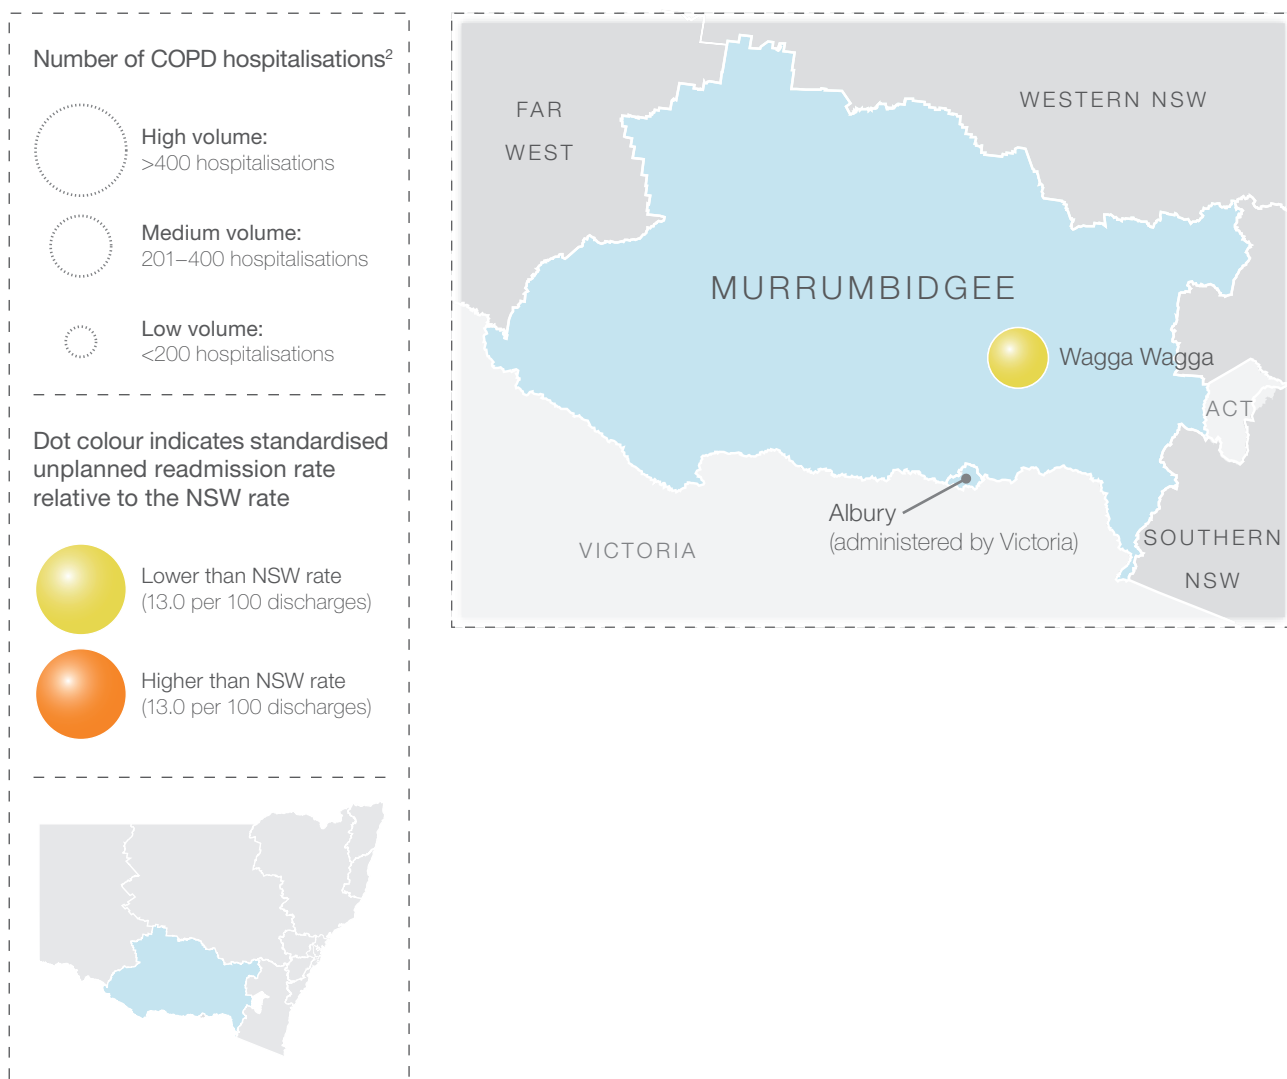 Number of COPD hospitalisations²
High volume:
>400 hospitalisations
Medium volume:
201–400 hospitalisations
Low volume:
<200 hospitalisations
Dot colour indicates standardised
unplanned readmission rate
relative to the NSW rate
Lower than NSW rate
(13.0 per 100 discharges)
Higher than NSW rate
(13.0 per 100 discharges)
FAR
WEST
WESTERN NSW
MURRUMBIDGEE
Wagga Wagga
ACT
Albury
(administered by Victoria)
VICTORIA
SOUTHERN
NSW